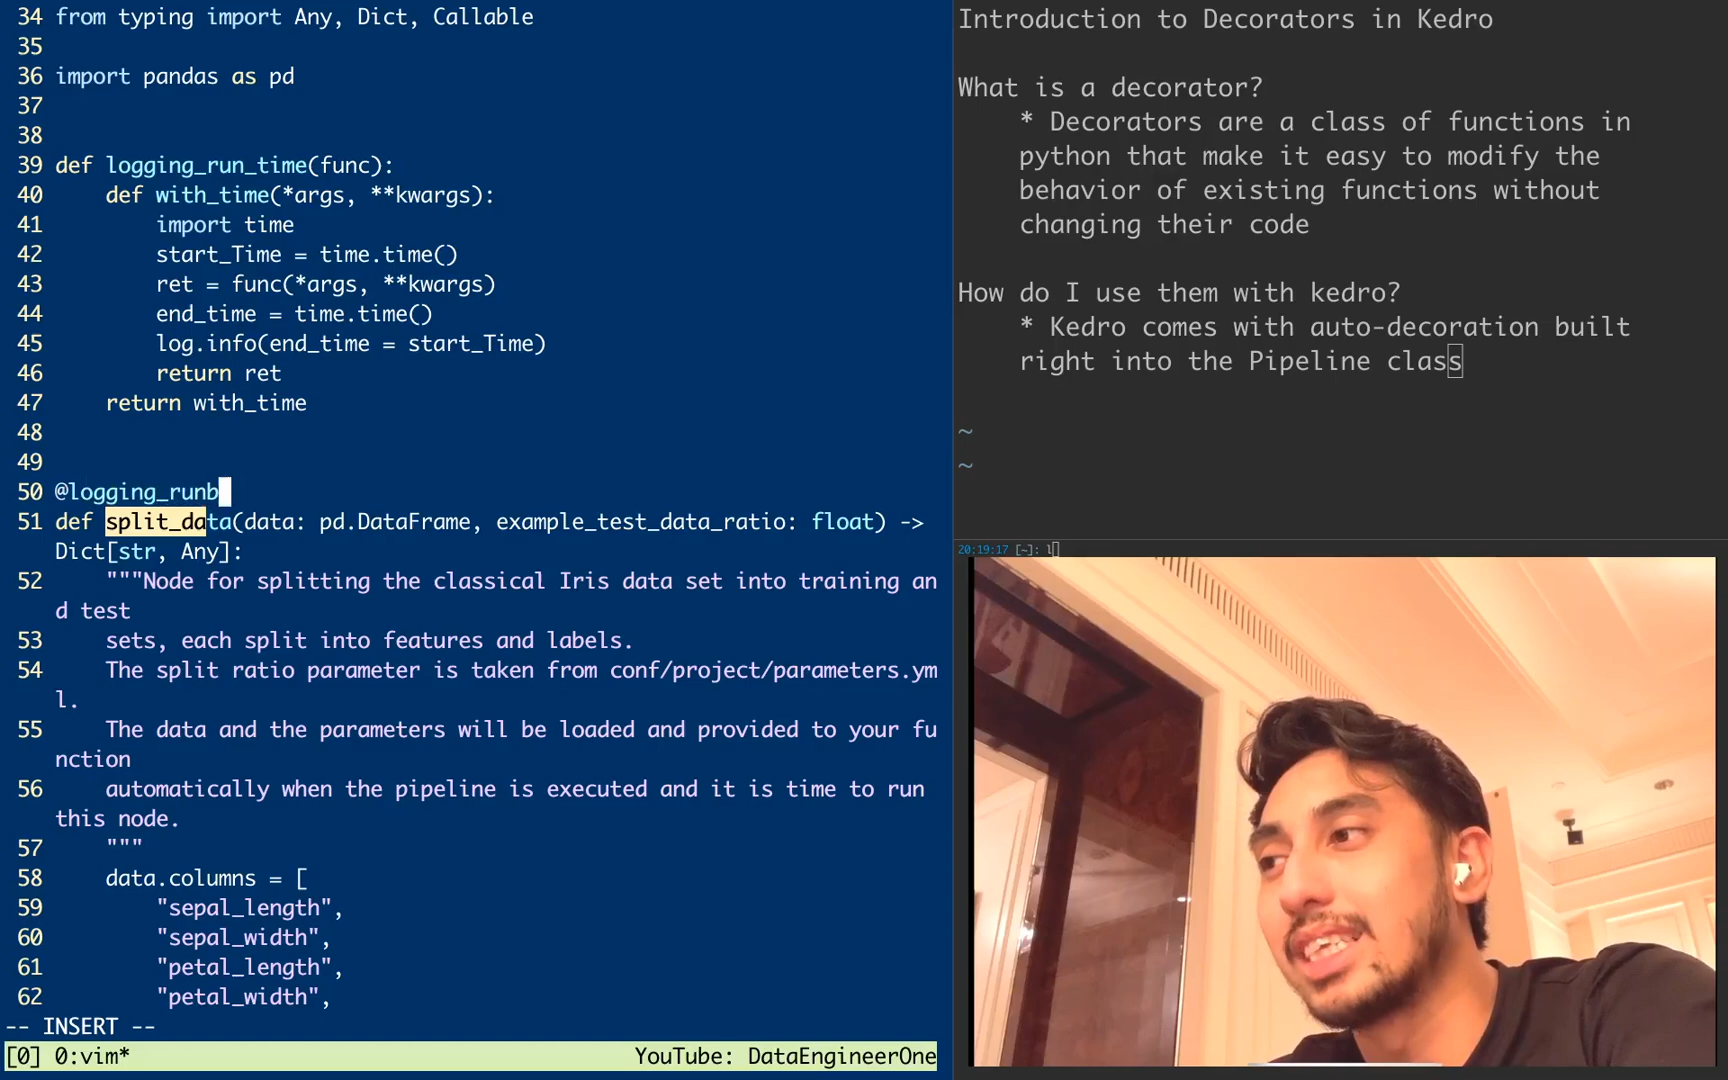 34 from typing import Any, Dict, Callable
35
36 import pandas as pd
37
38
39 def logging_run_time(func):
40     def with_time(*args, **kwargs):
41         import time
42         start_Time = time.time()
43         ret = func(*args, **kwargs)
44         end_time = time.time()
45         log.info(end_time = start_Time)
46         return ret
47     return with_time
48
49
50 @logging_runb
51 def split_data(data: pd.DataFrame, example_test_data_ratio: float) ->
Dict[str, Any]:
52     """Node for splitting the classical Iris data set into training an
d test
53     sets, each split into features and labels.
54     The split ratio parameter is taken from conf/project/parameters.ym
l.
55     The data and the parameters will be loaded and provided to your fu
nction
56     automatically when the pipeline is executed and it is time to run
this node.
57     """
58     data.columns = [
59         "sepal_length",
60         "sepal_width",
61         "petal_length",
62         "petal_width",
-- INSERT --
[0] 0:vim* YouTube: DataEngineerOne
Introduction to Decorators in Kedro
What is a decorator?
* Decorators are a class of functions in
python that make it easy to modify the
behavior of existing functions without
changing their code
How do I use them with kedro?
* Kedro comes with auto-decoration built
right into the Pipeline class
~
~
20:19:17 [~]: l